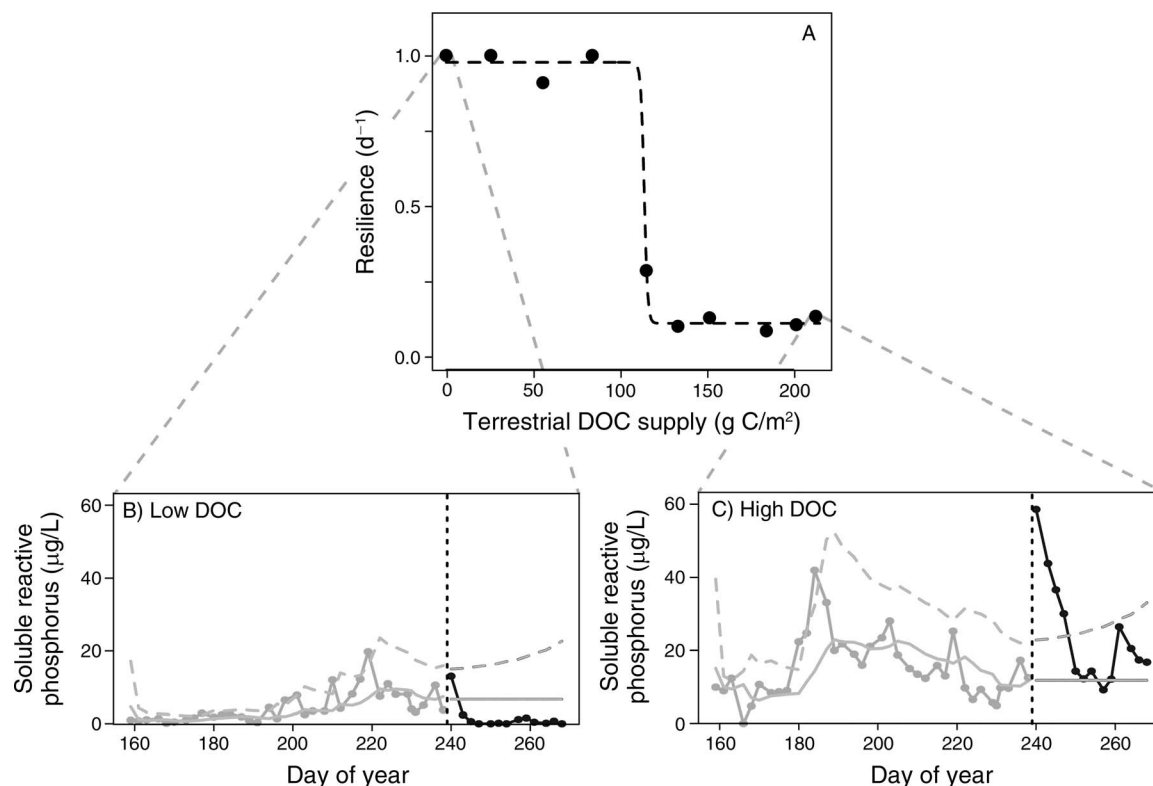 A
1.0
0.5
0.0
Resilience (d⁻¹)
0 50 100 150 200
Terrestrial DOC supply (g C/m²)
B) Low DOC
60
40
20
0
Soluble reactive
phosphorus (µg/L)
160 180 200 220 240 260
Day of year
C) High DOC
60
40
20
0
Soluble reactive
phosphorus (µg/L)
160 180 200 220 240 260
Day of year